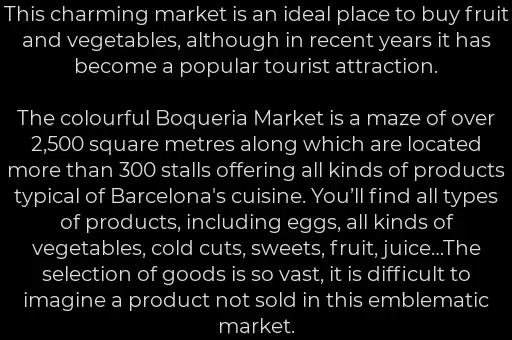 This charming market is an ideal place to buy fruit
and vegetables, although in recent years it has
become a popular tourist attraction.

The colourful Boqueria Market is a maze of over
2,500 square metres along which are located
more than 300 stalls offering all kinds of products
typical of Barcelona's cuisine. You’ll find all types
of products, including eggs, all kinds of
vegetables, cold cuts, sweets, fruit, juice...The
selection of goods is so vast, it is difficult to
imagine a product not sold in this emblematic
market.